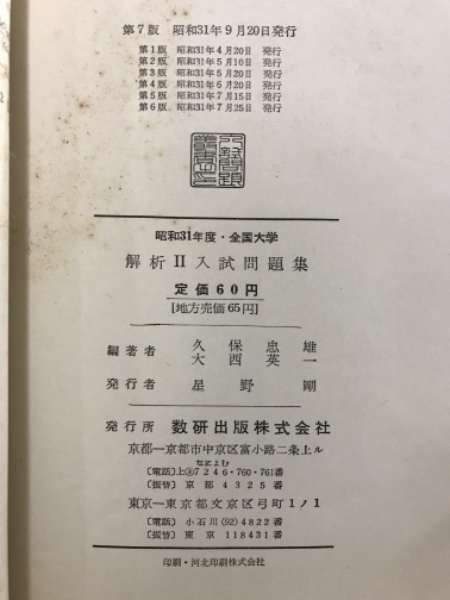 第7版 昭和31年9月20日発行
第1版 昭和31年4月20日 発行
第2版 昭和31年5月10日 発行
第3版 昭和31年5月20日 発行
第4版 昭和31年6月20日 発行
第5版 昭和31年7月15日 発行
第6版 昭和31年7月25日 発行
昭和31年度・全国大学
解析II入試問題集
定価60円
[地方売価65円]
編著者 久保忠雄
大西英一
発行者 星野剛
発行所 数研出版株式会社
京都―京都市中京区富小路二条上ル
なにょむ
〔電話〕上㋑7246・760・761番
〔振替〕京都4325番
東京―東京都文京区弓町1ノ1
〔電話〕小石川(92)4822番
〔振替〕東京118431番
印刷・河北印刷株式会社